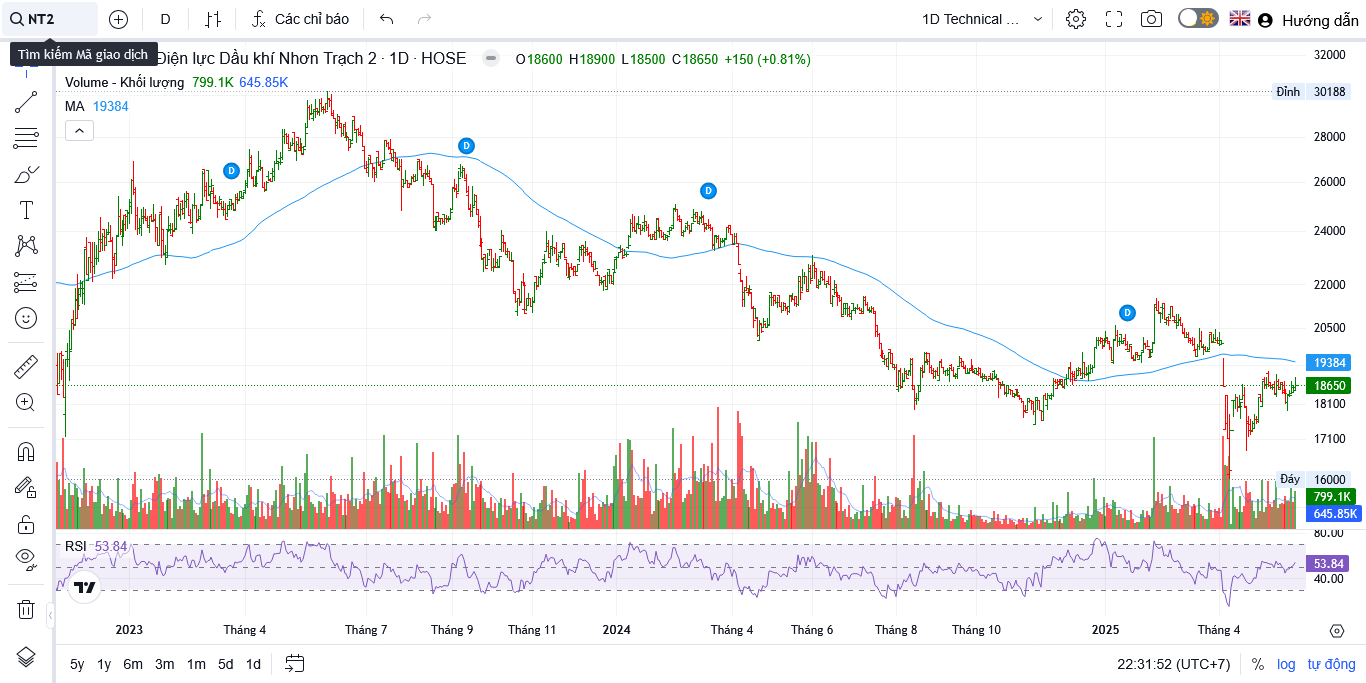 NT2 D Các chỉ báo 1D Technical ... Hướng dẫn
Tìm kiếm Mã giao dịch
Điện lực Dầu khí Nhơn Trạch 2 · 1D · HOSE O18600 H18900 L18500 C18650 +150 (+0.81%)
Volume - Khối lượng 799.1K 645.85K
MA 19384
32000
Đỉnh 30188
28000
26000
24000
22000
20500
19384
18650
18100
17100
Đáy 16000
799.1K
645.85K
80.00
53.84
40.00
D
D
D
D
RSI 53.84
2023 Tháng 4 Tháng 7 Tháng 9 Tháng 11 2024 Tháng 4 Tháng 6 Tháng 8 Tháng 10 2025 Tháng 4
5y 1y 6m 3m 1m 5d 1d 22:31:52 (UTC+7) % log tự động